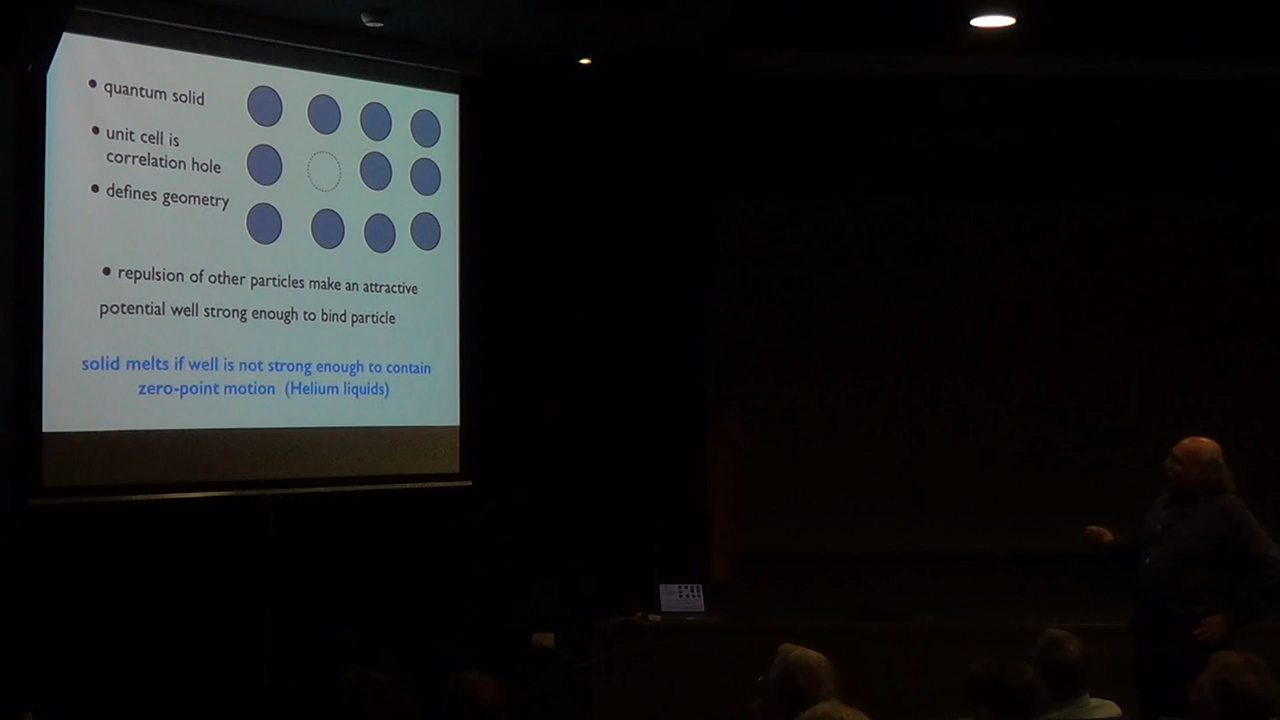 • quantum solid
• unit cell is
correlation hole
• defines geometry
• repulsion of other particles make an attractive
potential well strong enough to bind particle
solid melts if well is not strong enough to contain
zero-point motion (Helium liquids)